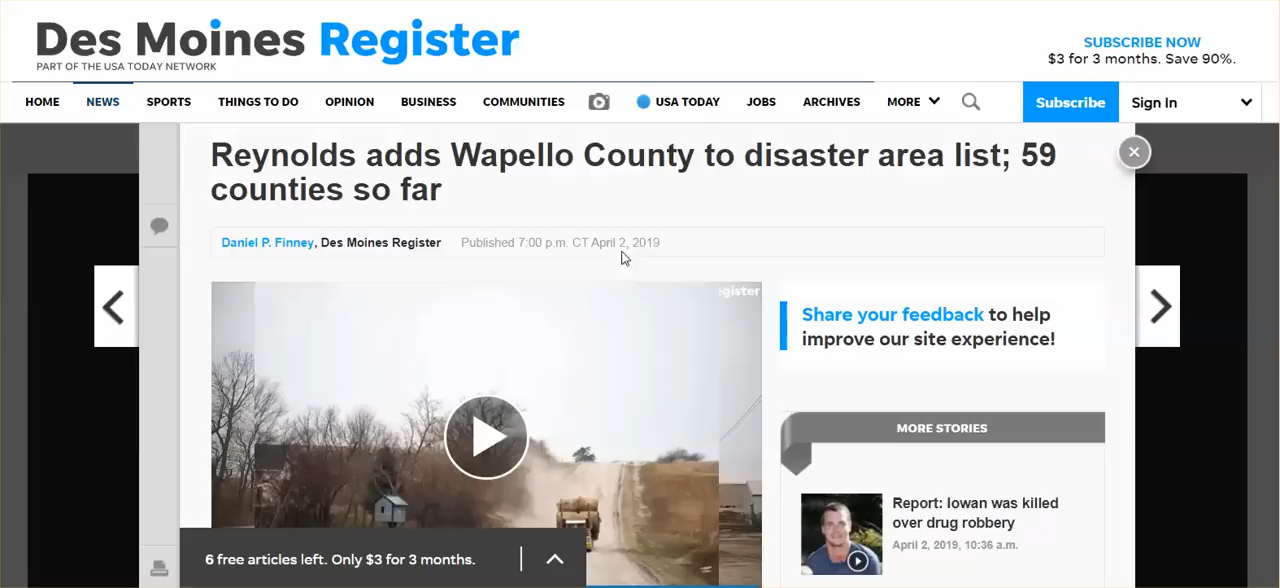 Des Moines Register
PART OF THE USA TODAY NETWORK
SUBSCRIBE NOW
$3 for 3 months. Save 90%.
HOME NEWS SPORTS THINGS TO DO OPINION BUSINESS COMMUNITIES USA TODAY JOBS ARCHIVES MORE Subscribe Sign In
Reynolds adds Wapello County to disaster area list; 59
counties so far
Daniel P. Finney, Des Moines Register Published 7:00 p.m. CT April 2, 2019
gister
Share your feedback to help
improve our site experience!
MORE STORIES
Report: Iowan was killed
over drug robbery
April 2, 2019, 10:36 a.m.
6 free articles left. Only $3 for 3 months.